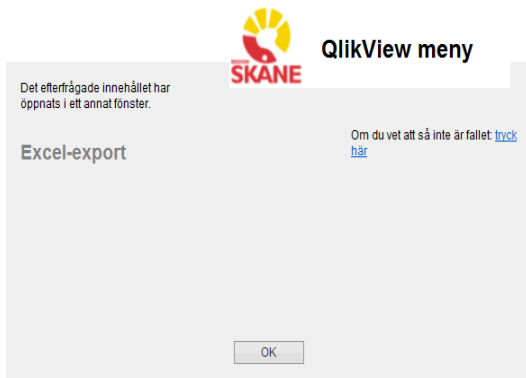 REGION
SKÅNE
QlikView meny
Det efterfrågade innehållet har
öppnats i ett annat fönster.
Excel-export
Om du vet att så inte är fallet: tryck
här
OK